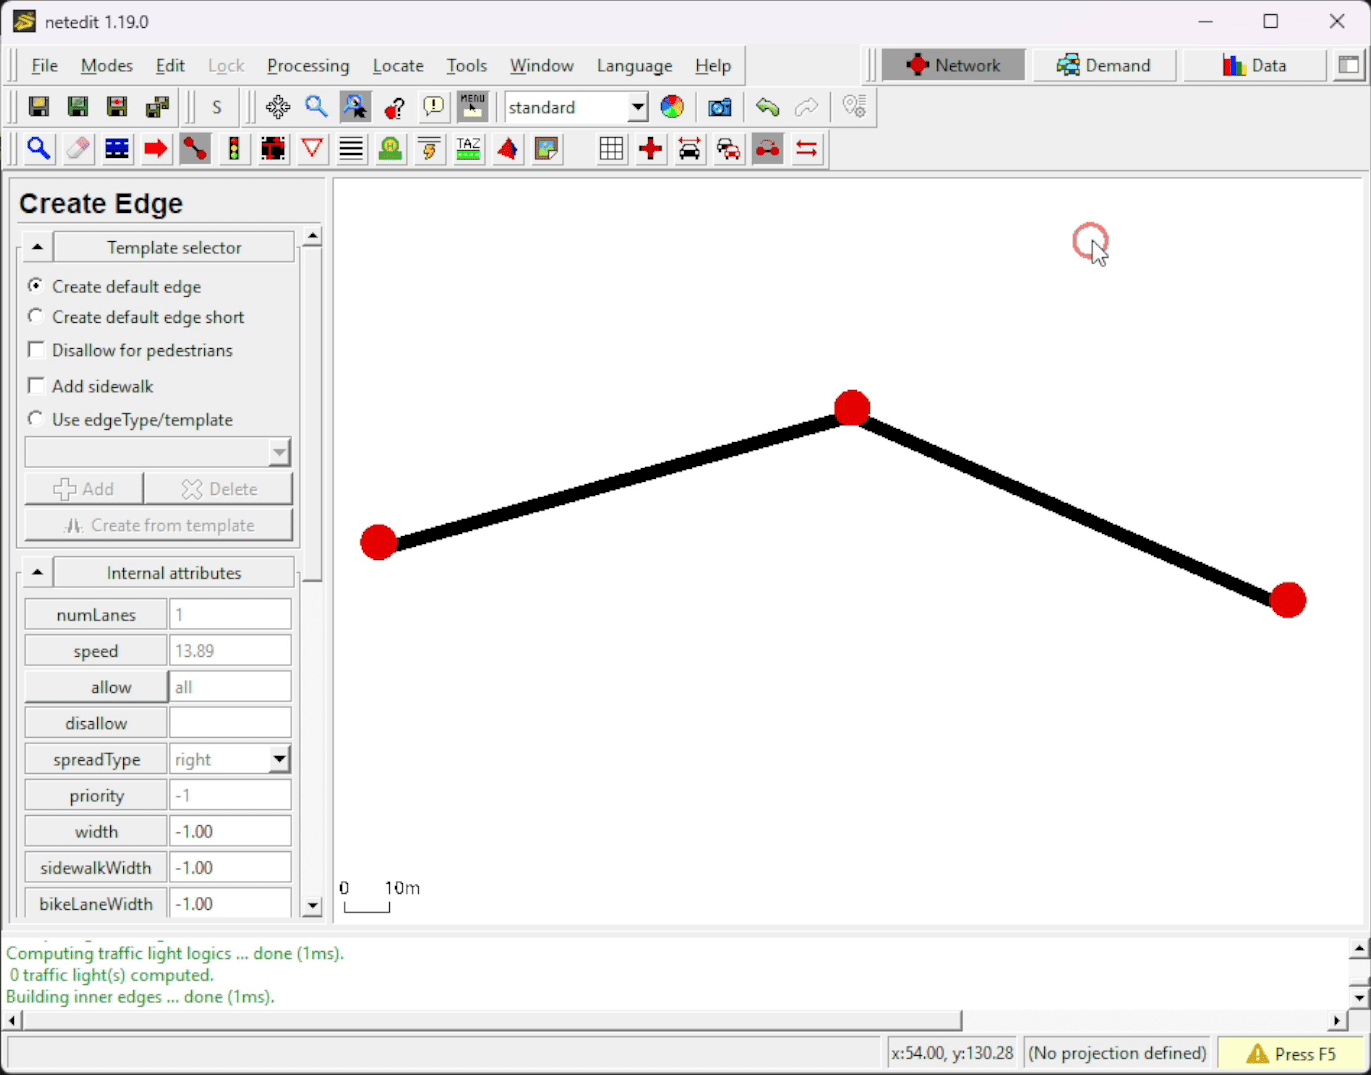 netedit 1.19.0
File Modes Edit Lock Processing Locate Tools Window Language Help
Network Demand Data
S MENU standard
TAZ
Create Edge
Template selector
Create default edge
Create default edge short
Disallow for pedestrians
Add sidewalk
Use edgeType/template
Add Delete
Create from template
Internal attributes
numLanes 1
speed 13.89
allow all
disallow
spreadType right
priority -1
width -1.00
sidewalkWidth -1.00
bikeLaneWidth -1.00
0 10m
Computing traffic light logics ... done (1ms).
0 traffic light(s) computed.
Building inner edges ... done (1ms).
x:54.00, y:130.28 (No projection defined) Press F5